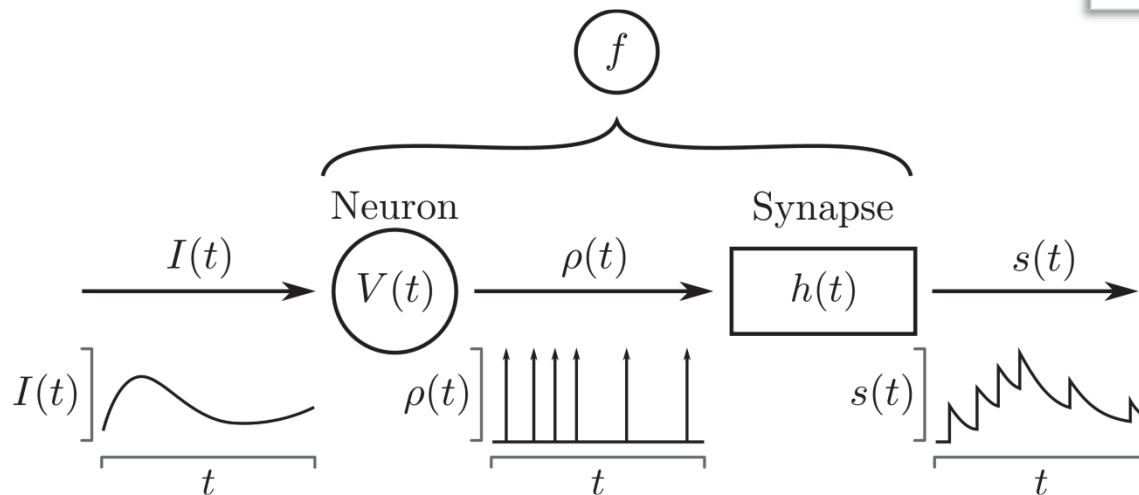 f
Neuron
Synapse
I(t)
V(t)
ρ(t)
h(t)
s(t)
I(t)
ρ(t)
s(t)
t
t
t